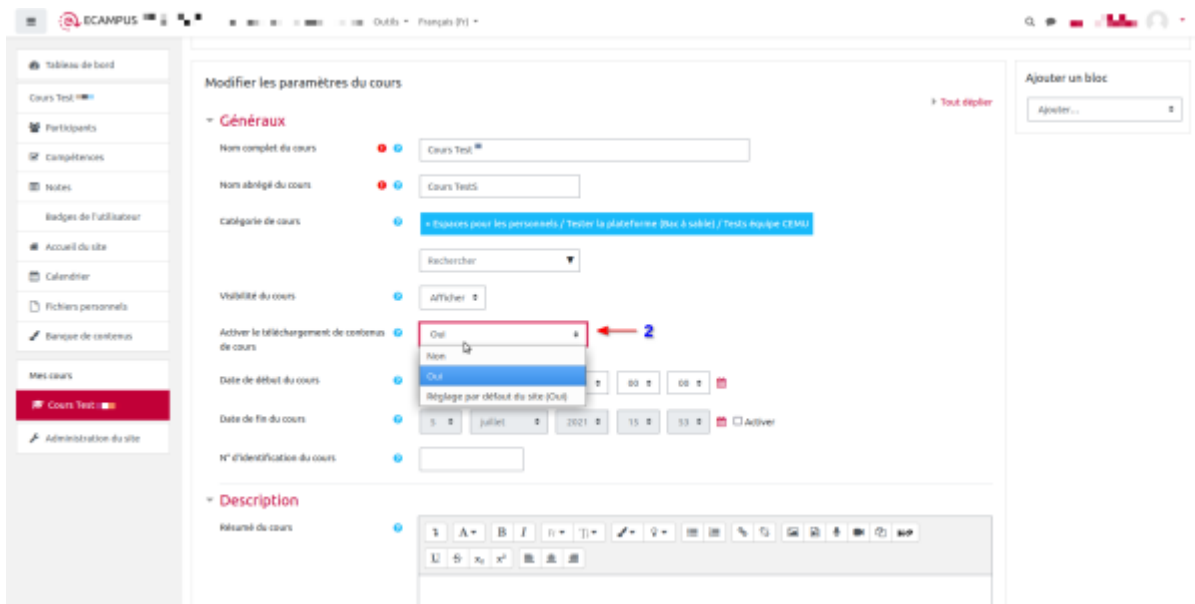 ECAMPUS
Outils
Français (fr)
Tableau de bord
Cours Test
Participants
Compétences
Notes
Badges de l'utilisateur
Accueil du site
Calendrier
Fichiers personnels
Banque de contenus
Mes cours
Cours Test
Administration du site
Modifier les paramètres du cours
Tout déplier
Généraux
Nom complet du cours
Cours Test
Nom abrégé du cours
Cours TestS
Catégorie de cours
× Espaces pour les personnels / Tester la plateforme (Bac à sable) / Tests équipe CEMU
Rechercher
Visibilité du cours
Afficher
Activer le téléchargement de contenus
de cours
Oui
2
Non
Oui
Réglage par défaut du site (Oui)
Date de début du cours
00 00
Date de fin du cours
5 juillet 2021 15 53 Activer
N° d'identification du cours
Description
Résumé du cours
Ajouter un bloc
Ajouter...